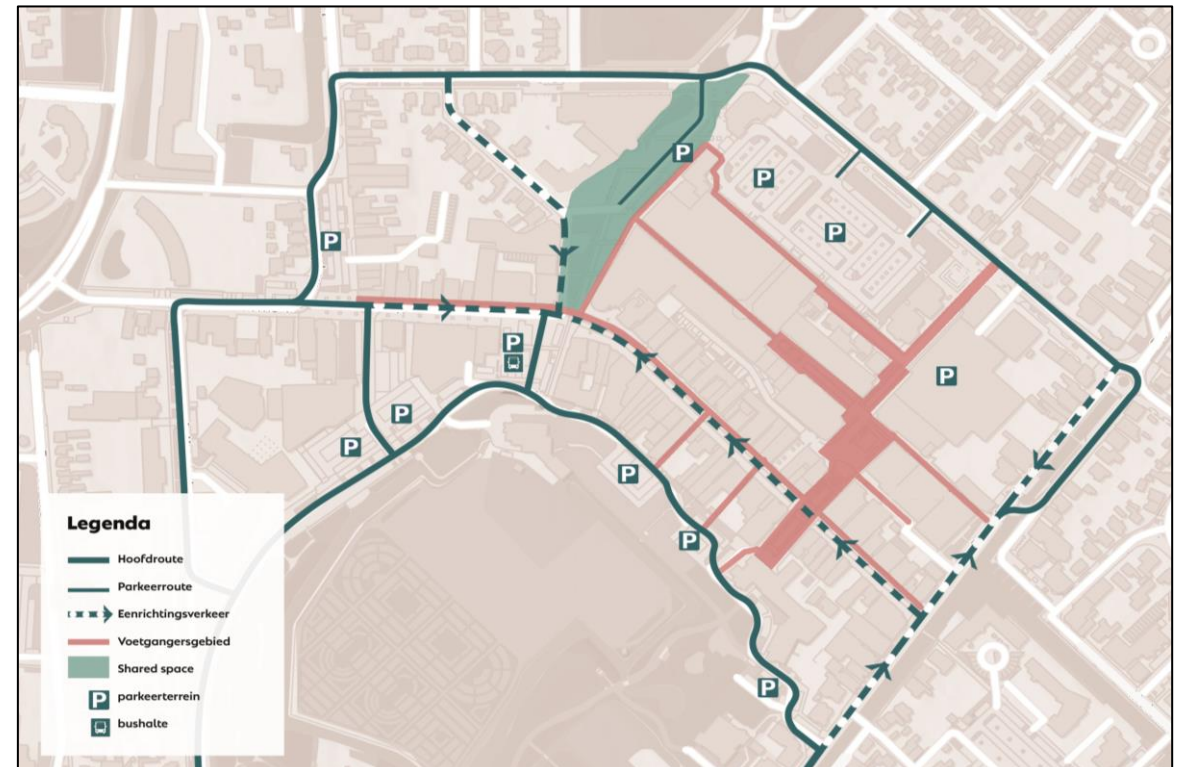 P
P
P
P
P
P
P
P
P
P
P
P
Legenda
Hoofdroute
Parkeerroute
Eenrichtingsverkeer
Voetgangersgebied
Shared space
P parkeerterrein
bushalte